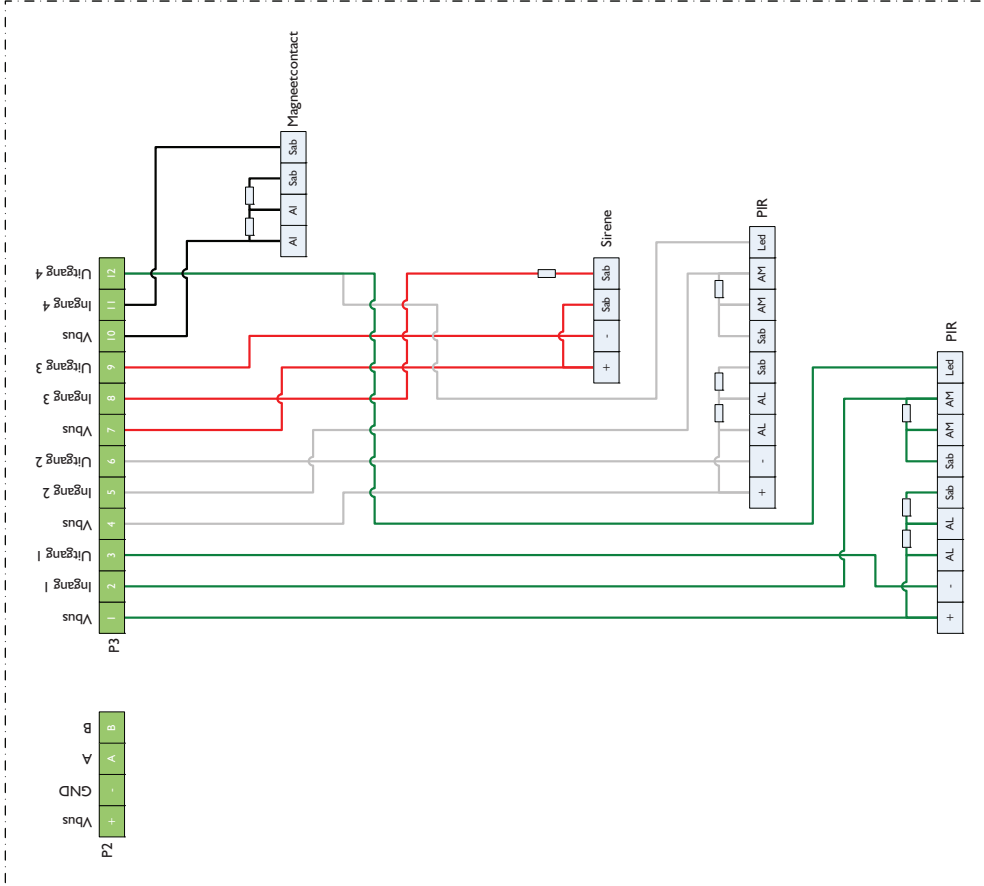 Magneetcontact
Sab
Sab
Al
Al
Sirene
Sab
Sab
-
+
PIR
Led
AM
AM
Sab
Sab
AL
AL
-
+
PIR
Led
AM
AM
Sab
Sab
AL
AL
-
+
Uitgang 4 12
Ingang 4 11
Vbus 10
Uitgang 3 9
Ingang 3 8
Vbus 7
Uitgang 2 6
Ingang 2 5
Vbus 4
Uitgang 1 3
Ingang 1 2
Vbus 1
P3
B B
A A
GND -
Vbus +
P2